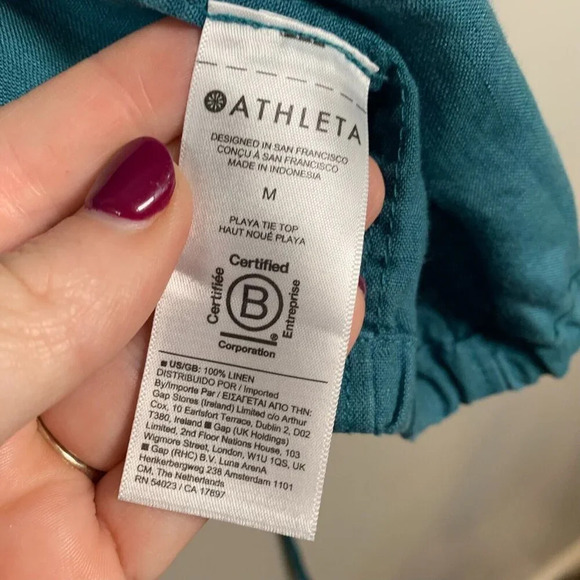 ATHLETA
DESIGNED IN SAN FRANCISCO
CONÇU À SAN FRANCISCO
MADE IN INDONESIA
M
PLAYA TIE TOP
HAUT NOUÉ PLAYA
Certified
Certifiée
B
Entreprise
®
Corporation
■ US/GB: 100% LINEN
DISTRIBUIDO POR / Imported
By/Importe Par / ΕΙΣΑΓΕΤΑΙ ΑΠΟ ΤΗΝ:
Gap Stores (Ireland) Limited c/o Arthur
Cox, 10 Earlsfort Terrace, Dublin 2, D02
T380, Ireland ■ Gap (UK Holdings)
Limited, 2nd Floor Nations House, 103
Wigmore Street, London, W1U 1QS, UK
■ Gap (RHC) B.V. Luna ArenA
Herikerbergweg 238 Amsterdam 1101
CM. The Netherlands
RN 54023 / CA 17897